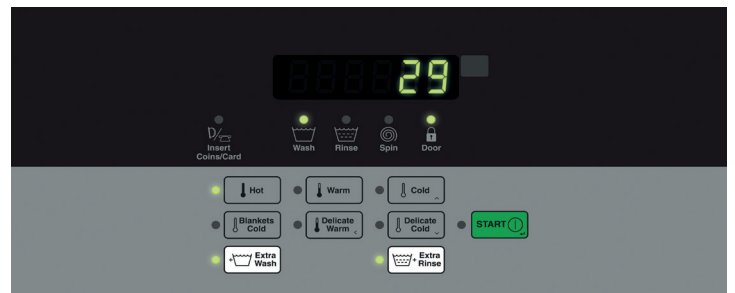 29
D/
Insert
Coins/Card
Wash
Rinse
Spin
Door
Hot
Warm
Cold
Blankets
Cold
Delicate
Warm
Delicate
Cold
START
+ Extra
Wash
+ Extra
Rinse